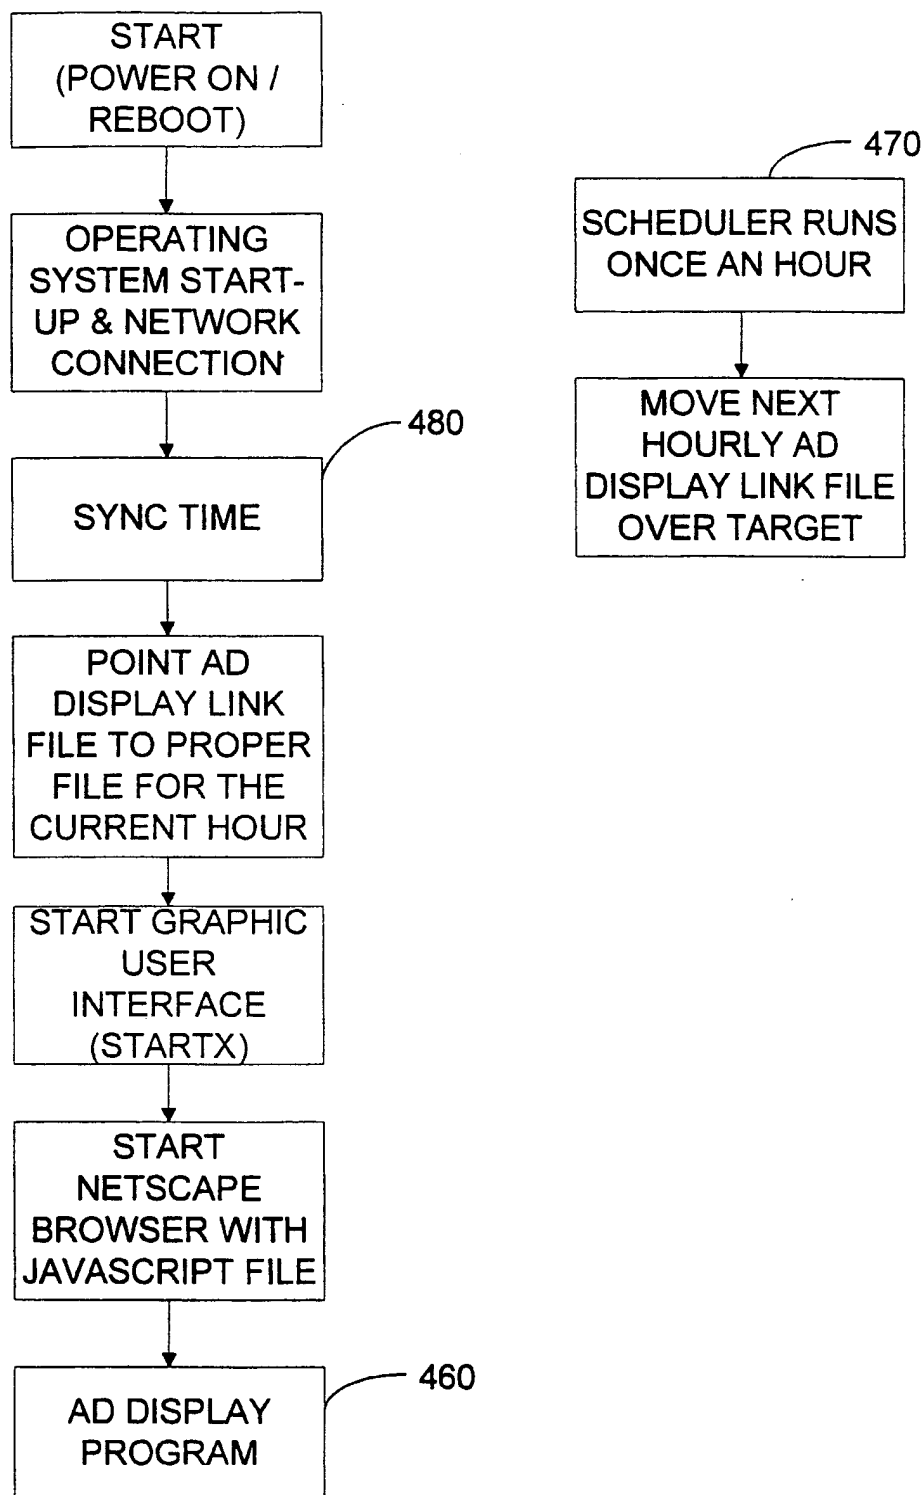 START
(POWER ON /
REBOOT)
OPERATING
SYSTEM START-
UP & NETWORK
CONNECTION
480
SYNC TIME
POINT AD
DISPLAY LINK
FILE TO PROPER
FILE FOR THE
CURRENT HOUR
START GRAPHIC
USER
INTERFACE
(STARTX)
START
NETSCAPE
BROWSER WITH
JAVASCRIPT FILE
460
AD DISPLAY
PROGRAM
470
SCHEDULER RUNS
ONCE AN HOUR
MOVE NEXT
HOURLY AD
DISPLAY LINK FILE
OVER TARGET